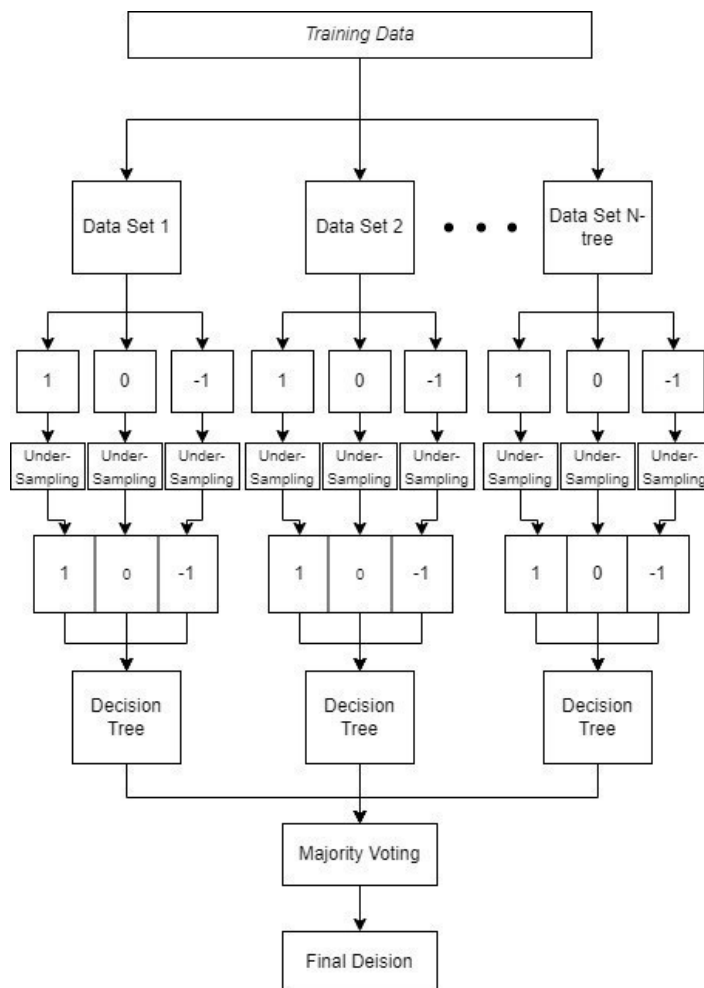 Training Data
Data Set 1
Data Set 2
Data Set N-
tree
1
0
-1
1
0
-1
1
0
-1
Under-
Sampling
Under-
Sampling
Under-
Sampling
Under-
Sampling
Under-
Sampling
Under-
Sampling
Under-
Sampling
Under-
Sampling
Under-
Sampling
1
0
-1
1
0
-1
1
0
-1
Decision
Tree
Decision
Tree
Decision
Tree
Majority Voting
Final Deision